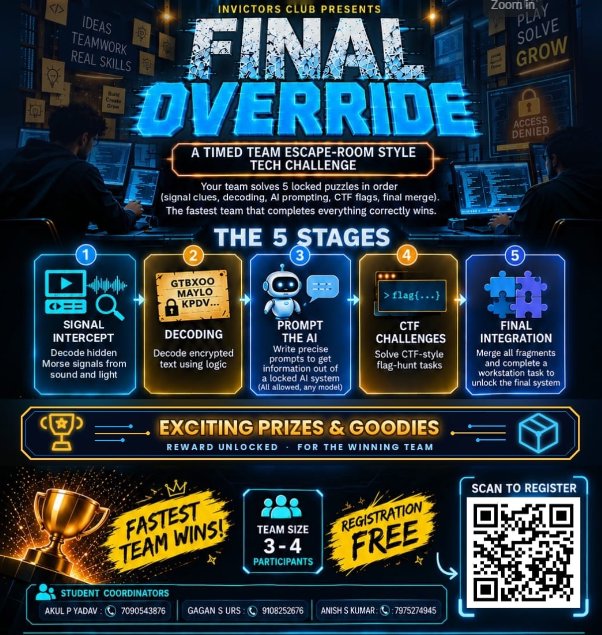 Zoom in
INVICTORS CLUB PRESENTS
IDEAS
TEAMWORK
REAL SKILLS
Build
Create
Grow
PLAY
SOLVE
GROW
ACCESS
DENIED
FINAL
OVERRIDE
A TIMED TEAM ESCAPE-ROOM STYLE
TECH CHALLENGE
Your team solves 5 locked puzzles in order
(signal clues, decoding, AI prompting, CTF flags, final merge).
The fastest team that completes everything correctly wins.
THE 5 STAGES
1
SIGNAL
INTERCEPT
Decode hidden
Morse signals from
sound and light
2
GTBXOO
MAYLO
KPDV...
DECODING
Decode encrypted
text using logic
3
PROMPT
THE AI
Write precise
prompts to get
information out of
a locked AI system
(All allowed, any model)
4
>flag{...}
CTF
CHALLENGES
Solve CTF-style
flag-hunt tasks
5
FINAL
INTEGRATION
Merge all fragments
and complete a
workstation task to
unlock the final system
EXCITING PRIZES & GOODIES
REWARD UNLOCKED · FOR THE WINNING TEAM
FASTEST
TEAM WINS!
TEAM SIZE
3 - 4
PARTICIPANTS
REGISTRATION
FREE
SCAN TO REGISTER
STUDENT COORDINATORS
AKUL P YADAV : 7090543876
GAGAN S URS : 9108252676
ANISH S KUMAR : 7975274945